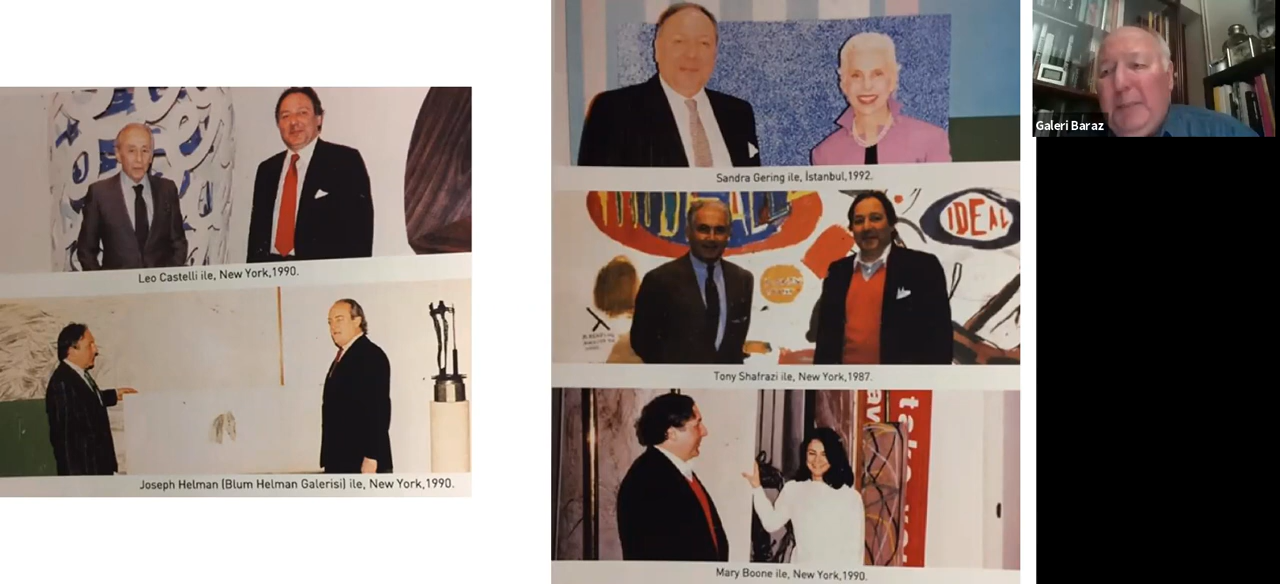 Leo Castelli ile, New York,1990.
Joseph Helman (Blum Helman Galerisi) ile, New York,1990.
Sandra Gering ile, İstanbul,1992.
IDEAL
Tony Shafrazi ile, New York,1987.
take
Mary Boone ile, New York,1990.
Galeri Baraz